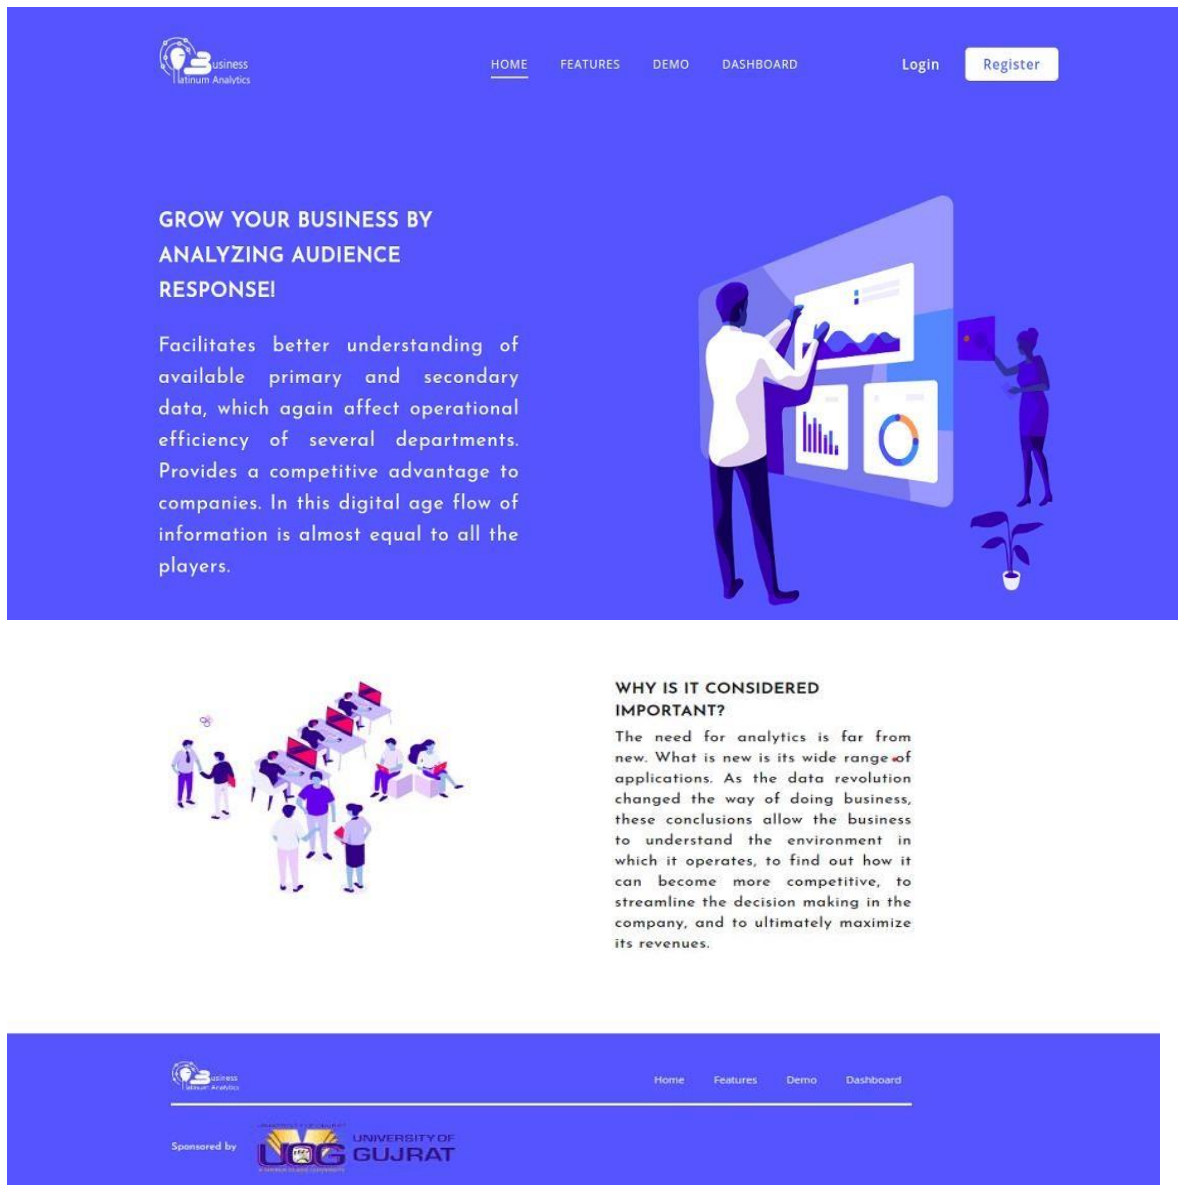 usiness
latinum Analytics
HOME FEATURES DEMO DASHBOARD
Login Register
GROW YOUR BUSINESS BY
ANALYZING AUDIENCE
RESPONSE!
Facilitates better understanding of
available primary and secondary
data, which again affect operational
efficiency of several departments.
Provides a competitive advantage to
companies. In this digital age flow of
information is almost equal to all the
players.
WHY IS IT CONSIDERED
IMPORTANT?
The need for analytics is far from
new. What is new is its wide range of
applications. As the data revolution
changed the way of doing business,
these conclusions allow the business
to understand the environment in
which it operates, to find out how it
can become more competitive, to
streamline the decision making in the
company, and to ultimately maximize
its revenues.
usiness
latinum Analytics
Home Features Demo Dashboard
Sponsored by
UOG
UNIVERSITY OF
GUJRAT